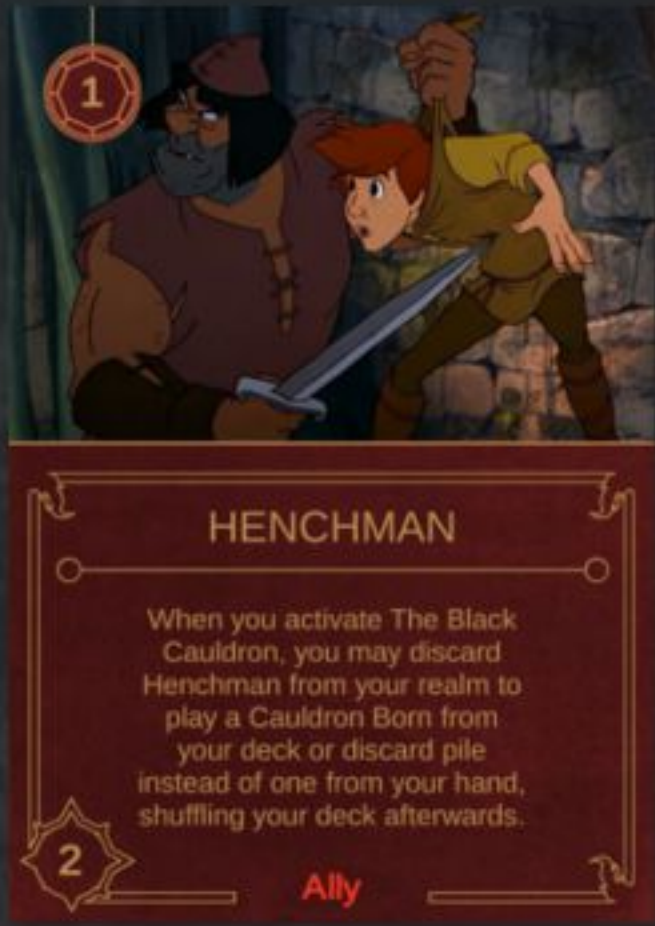 1
HENCHMAN
When you activate The Black
Cauldron, you may discard
Henchman from your realm to
play a Cauldron Born from
your deck or discard pile
instead of one from your hand,
shuffling your deck afterwards.
2
Ally